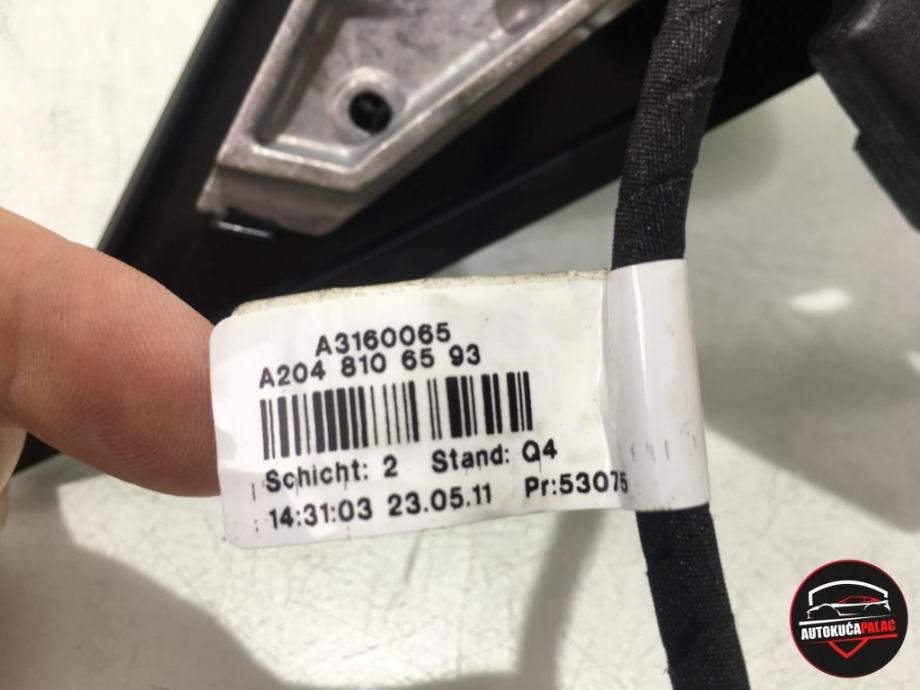 A3160065
A204 810 65 93
Schicht: 2 Stand: Q4
14:31:03 23.05.11 Pr:53075
AUTOKUĆAPALAC